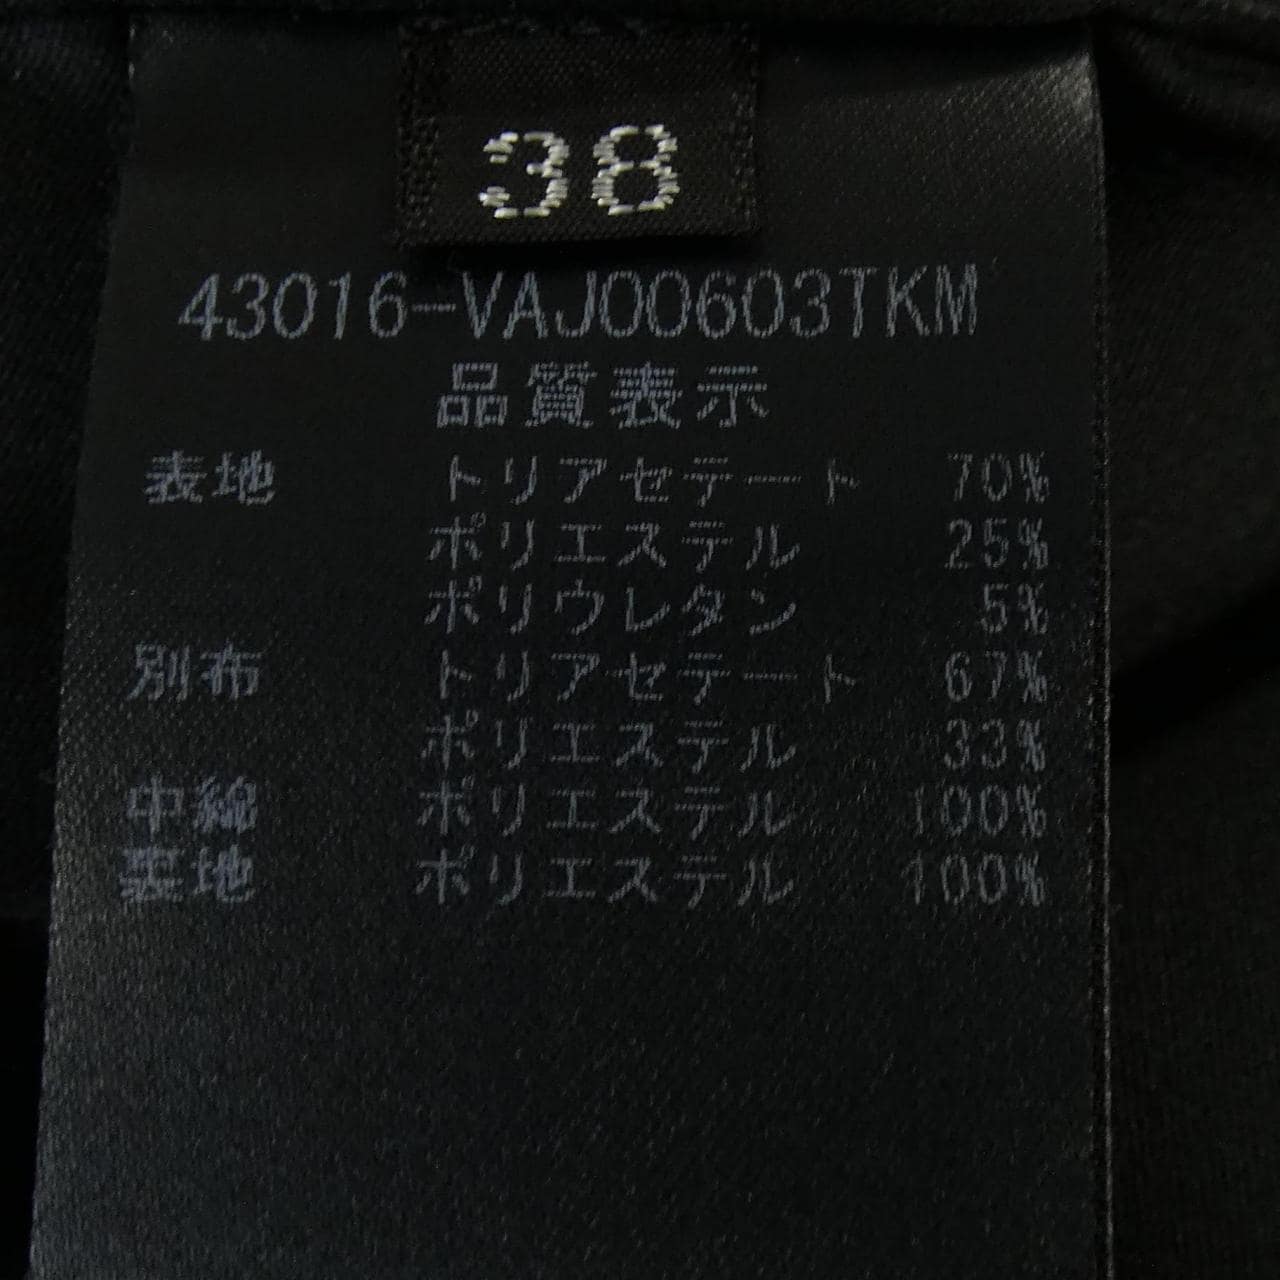 38
43016-VAJ00603TKM
品質表示
表地 トリアセテート 70%
ポリエステル 25%
ポリウレタン 5%
別布 トリアセテート 67%
ポリエステル 33%
中綿 ポリエステル 100%
裏地 ポリエステル 100%